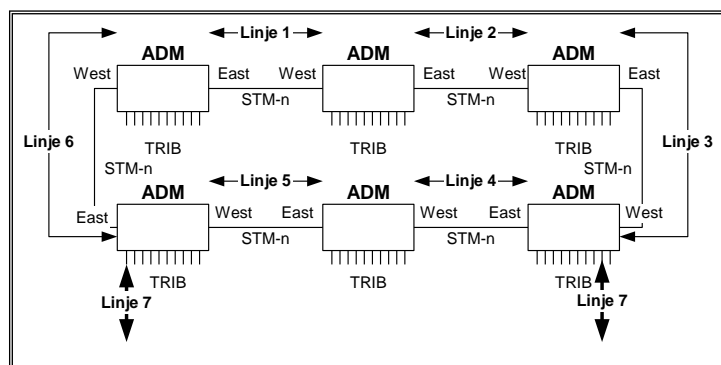 Linje 1 Linje 2
ADM ADM ADM
West East West East West East
STM-n STM-n
Linje 6 TRIB TRIB TRIB Linje 3
STM-n STM-n
Linje 5 Linje 4
ADM ADM ADM
East West East West East West
STM-n STM-n
TRIB TRIB TRIB
Linje 7 Linje 7